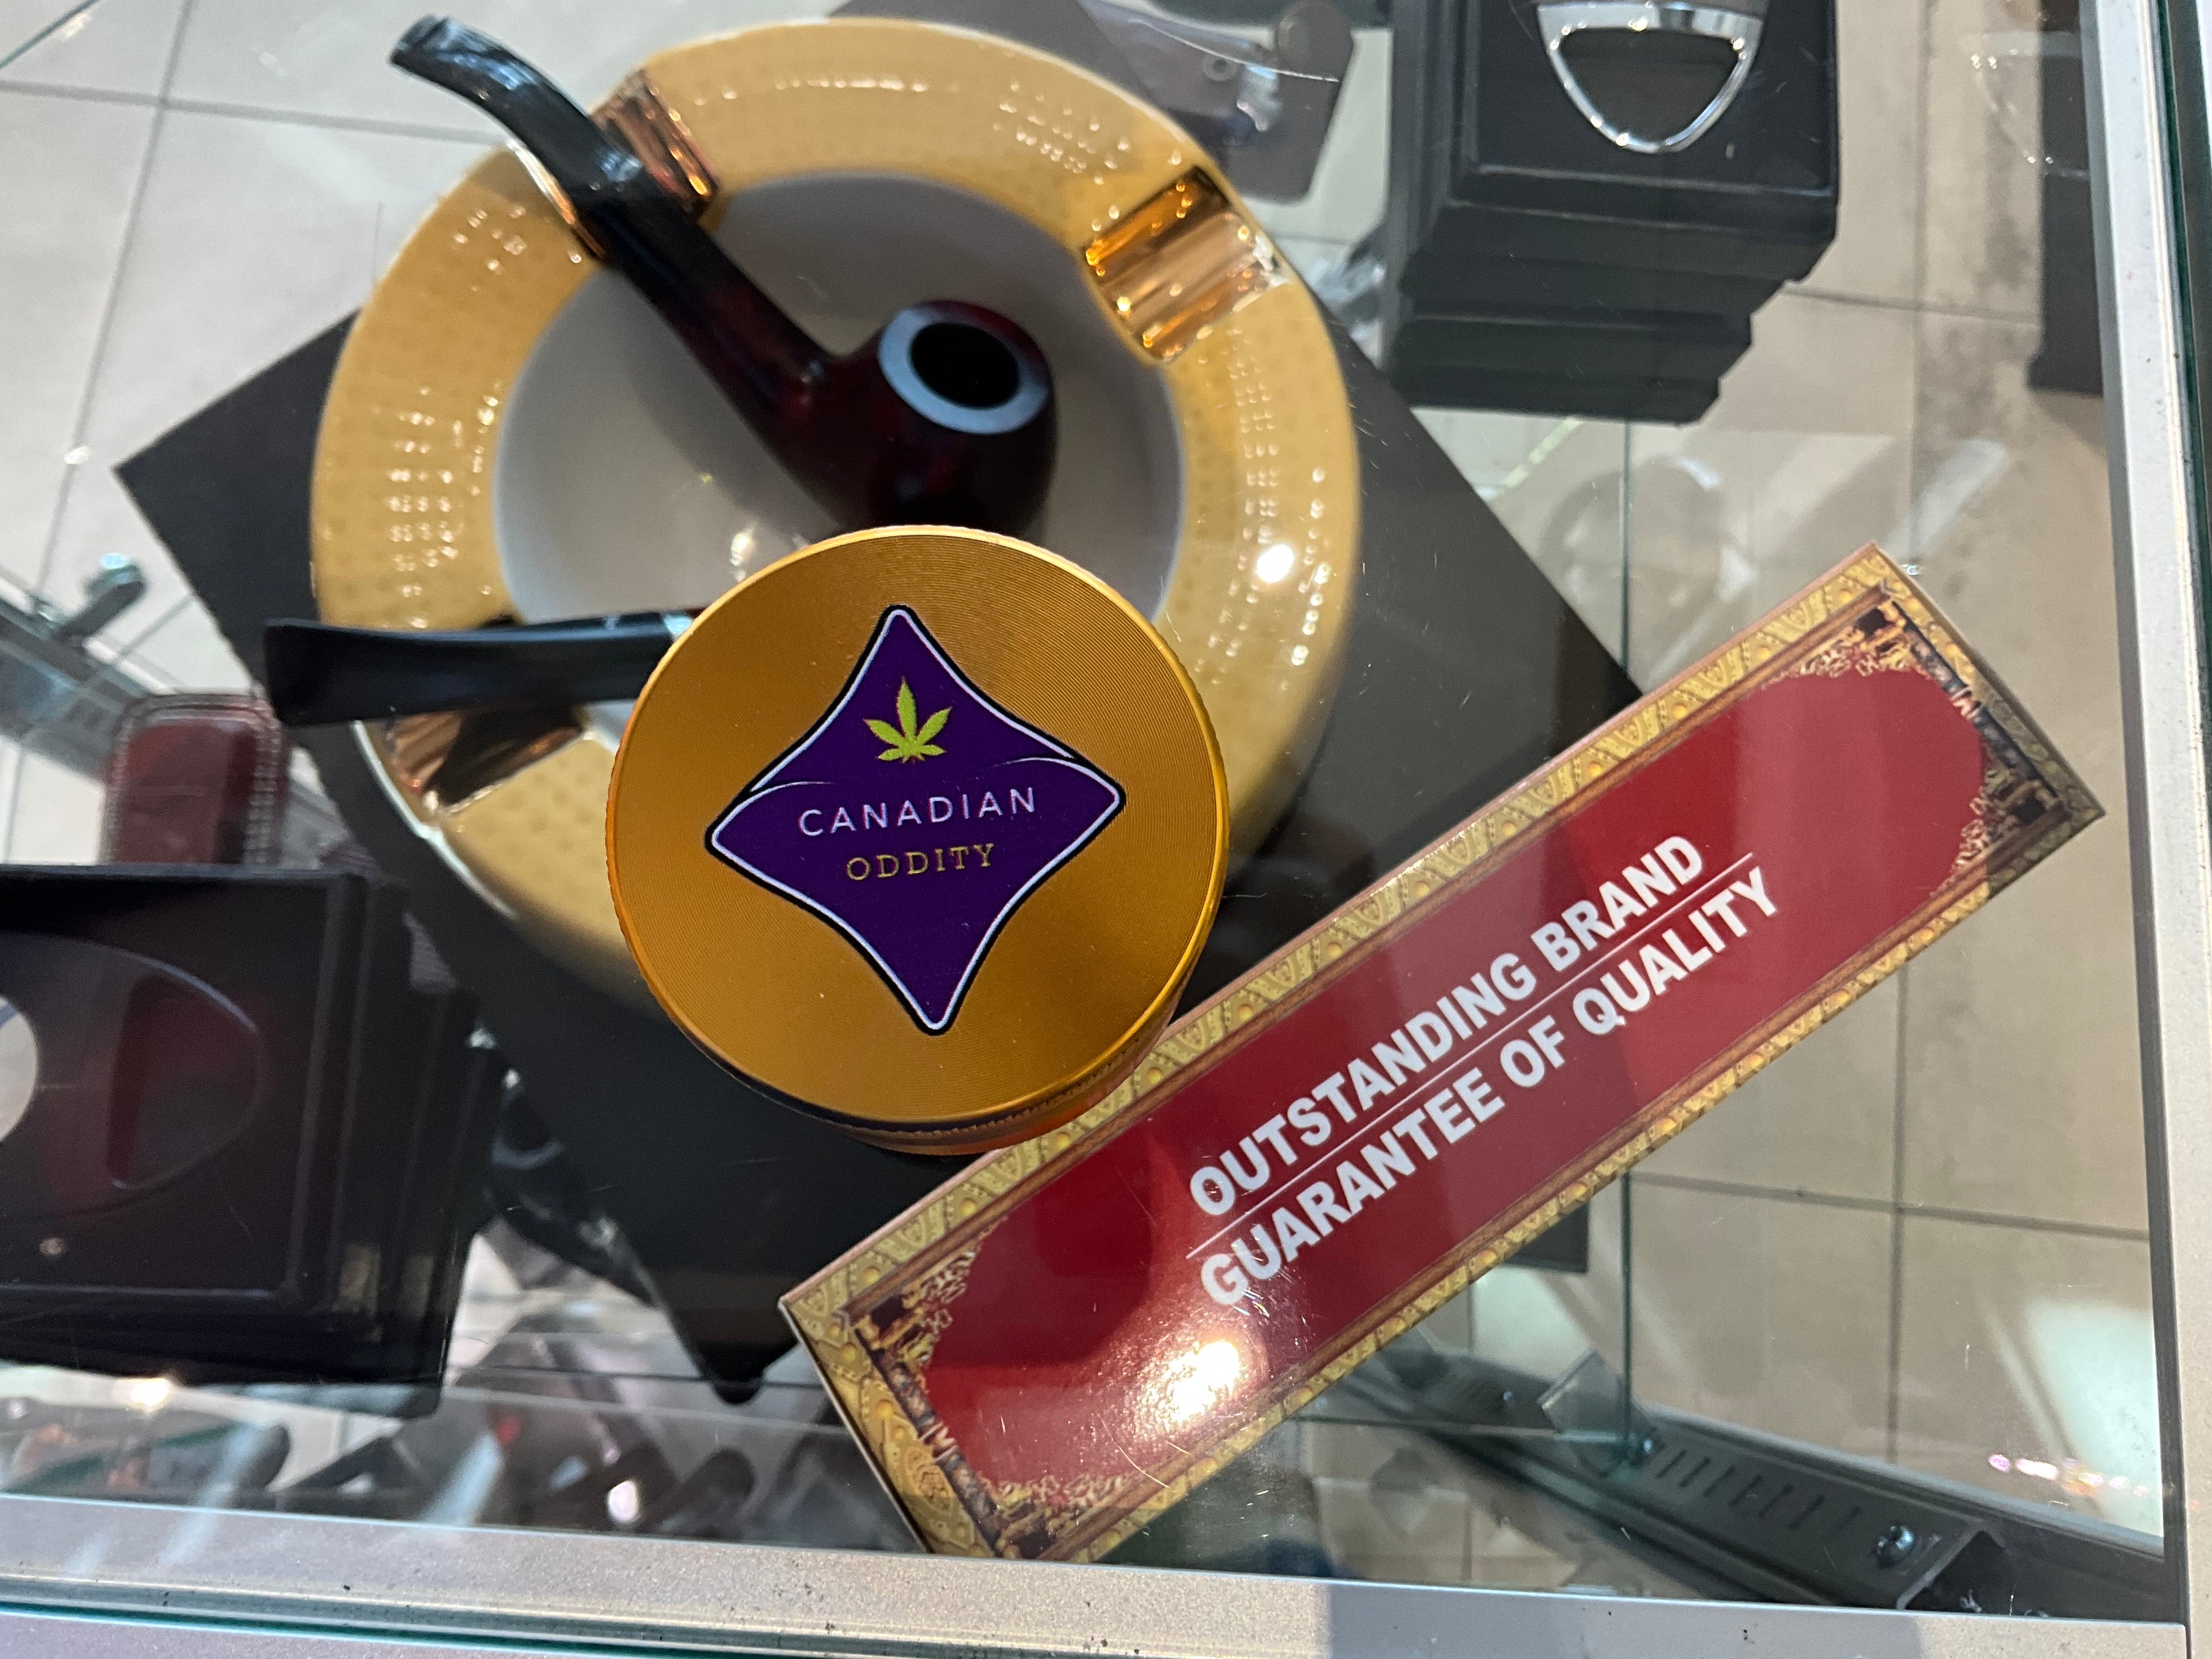 CANADIAN
ODDITY
OUTSTANDING BRAND
GUARANTEE OF QUALITY